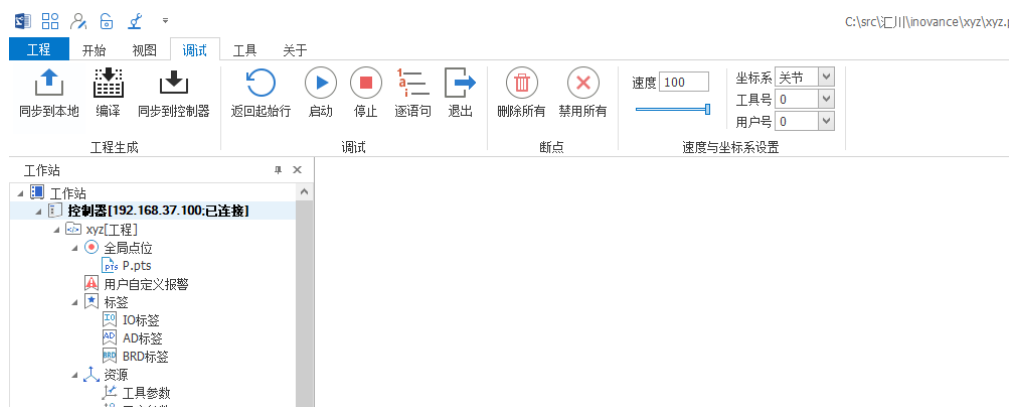 C:\src\汇川\inovance\xyz\xyz.
工程 开始 视图 调试 工具 关于
速度 100
坐标系 关节
工具号 0
用户号 0
同步到本地 编译 同步到控制器 返回起始行 启动 停止 逐语句 退出 删除所有 禁用所有
工程生成 调试 断点 速度与坐标系设置
工作站
工作站
控制器[192.168.37.100:已连接]
xyz[工程]
全局点位
PTS P.pts
用户自定义报警
标签
IO IO标签
AD AD标签
BRD BRD标签
资源
工具参数